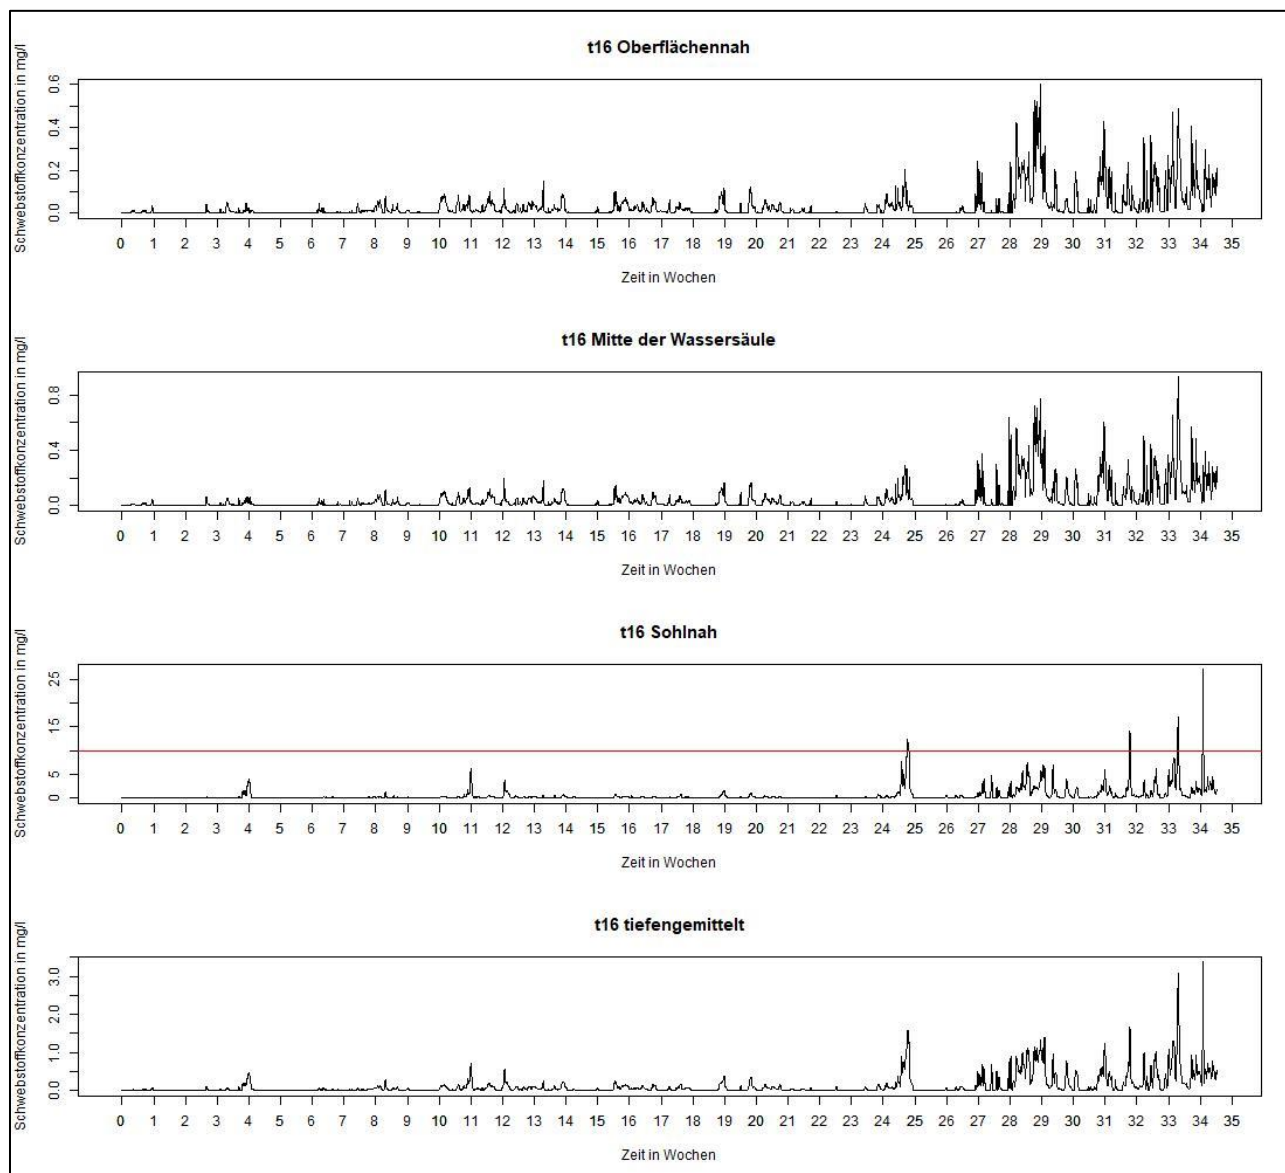 t16 Oberflächennah
Schwebstoffkonzentration in mg/l
0.6
0.4
0.2
0.0
0 1 2 3 4 5 6 7 8 9 10 11 12 13 14 15 16 17 18 19 20 21 22 23 24 25 26 27 28 29 30 31 32 33 34 35
Zeit in Wochen
t16 Mitte der Wassersäule
Schwebstoffkonzentration in mg/l
0.8
0.4
0.0
0 1 2 3 4 5 6 7 8 9 10 11 12 13 14 15 16 17 18 19 20 21 22 23 24 25 26 27 28 29 30 31 32 33 34 35
Zeit in Wochen
t16 Sohlnah
Schwebstoffkonzentration in mg/l
25
15
5
0
0 1 2 3 4 5 6 7 8 9 10 11 12 13 14 15 16 17 18 19 20 21 22 23 24 25 26 27 28 29 30 31 32 33 34 35
Zeit in Wochen
t16 tiefengemittelt
Schwebstoffkonzentration in mg/l
3.0
2.0
1.0
0.0
0 1 2 3 4 5 6 7 8 9 10 11 12 13 14 15 16 17 18 19 20 21 22 23 24 25 26 27 28 29 30 31 32 33 34 35
Zeit in Wochen